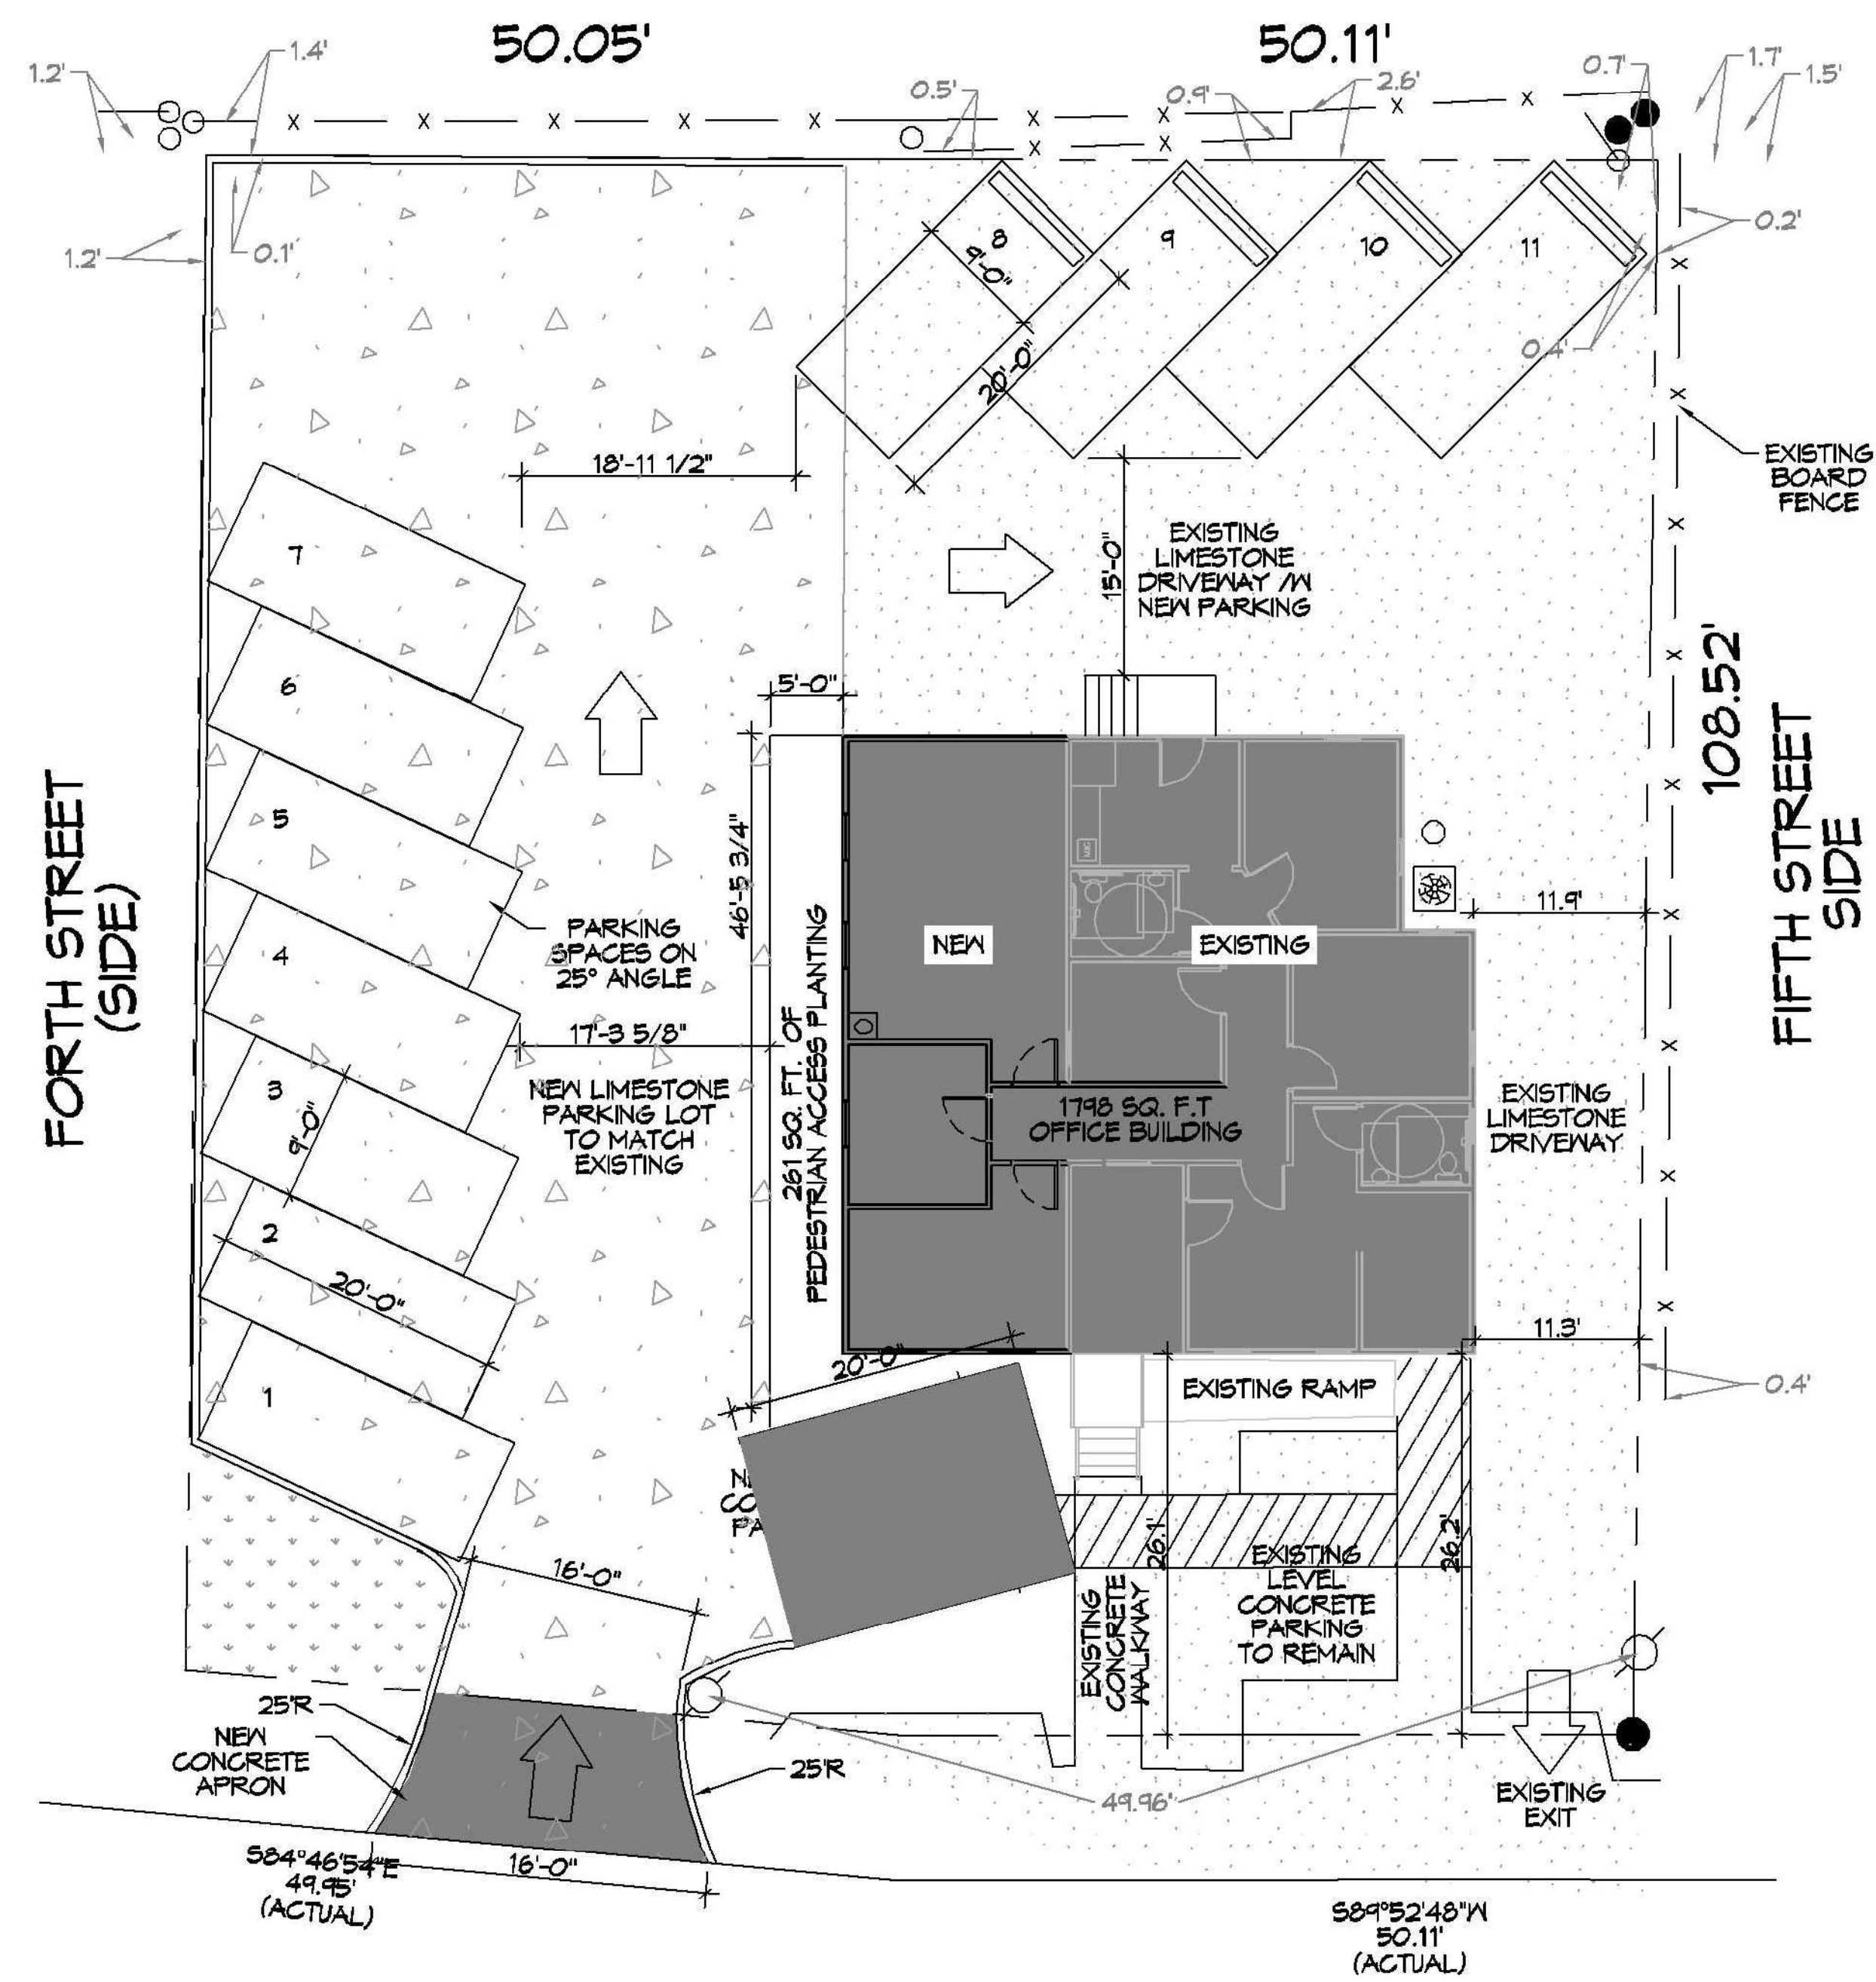 50.05'
50.11'
1.2'
1.4'
0.5'
0.9'
2.6'
0.7'
1.7'
1.5'
1.2'
0.1'
0.2'
8
9
10
11
9'-0"
20'-0"
0.4'
18'-11 1/2"
EXISTING
BOARD
FENCE
EXISTING
LIMESTONE
DRIVEWAY /W
NEW PARKING
15'-0"
7
6
5
4
3
2
1
5'-0"
108.52'
FORTH STREET
(SIDE)
FIFTH STREET
SIDE
46'-5 3/4"
PARKING
SPACES ON
25° ANGLE
NEW
EXISTING
11.9'
17'-3 5/8"
261 SQ. FT. OF
PEDESTRIAN ACCESS PLANTING
NEW LIMESTONE
PARKING LOT
TO MATCH
EXISTING
9'-0"
1798 SQ. F.T
OFFICE BUILDING
EXISTING
LIMESTONE
DRIVEWAY
20'-0"
11.3'
20'-0"
EXISTING RAMP
0.4'
26.1'
26.2'
16'-0"
EXISTING
LEVEL
CONCRETE
PARKING
TO REMAIN
EXISTING
CONCRETE
WALKWAY
25'R
NEW
CONCRETE
APRON
25'R
49.96'
EXISTING
EXIT
S84°46'54"E
49.95'
(ACTUAL)
16'-0"
S89°52'48"W
50.11'
(ACTUAL)